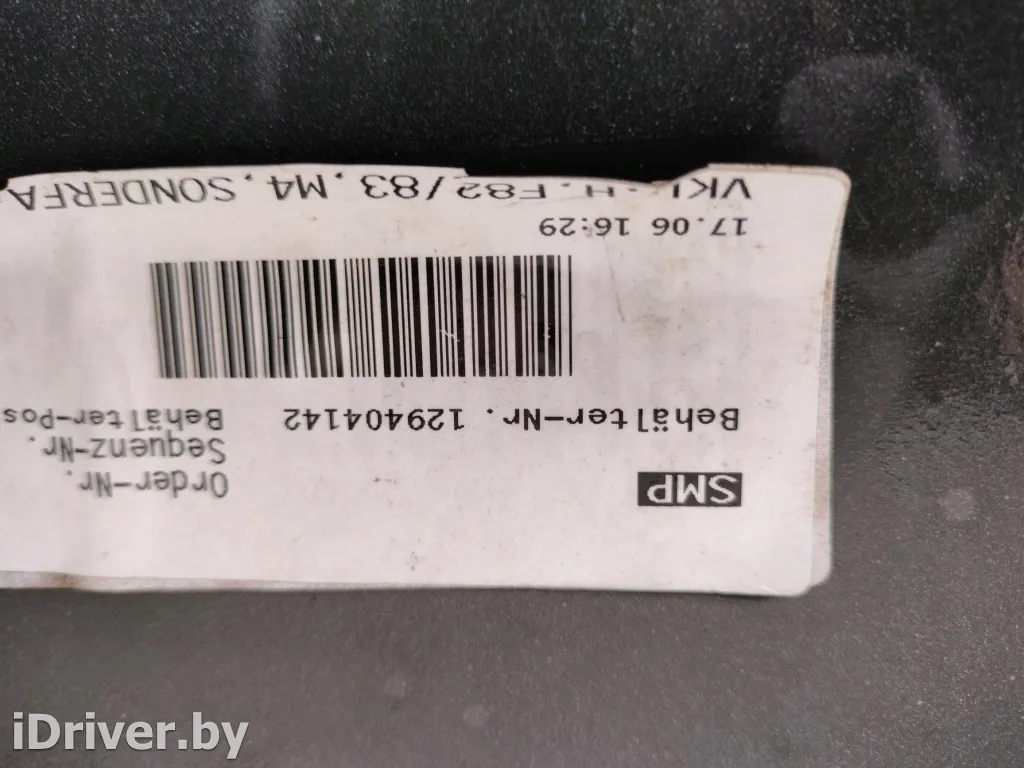 SMP
Order-Nr.
Sequenz-Nr.
Behälter-Nr. 129404142
Behälter-Pos
17.06 16:29
F82/83, M4, SONDERFA
iDriver.by